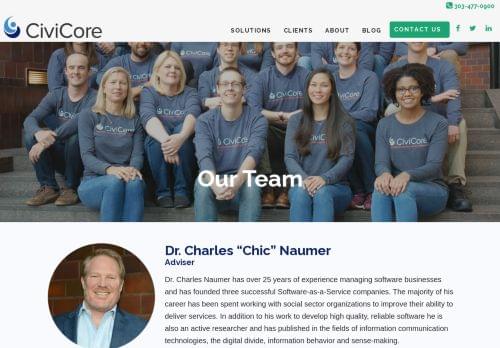 303-477-0900
CiviCore
SOLUTIONS CLIENTS ABOUT BLOG CONTACT US
CiviCore CiviCore CiviCore CiviCore
Our Team
Dr. Charles “Chic” Naumer
Adviser
Dr. Charles Naumer has over 25 years of experience managing software businesses
and has founded three successful Software-as-a-Service companies. The majority of his
career has been spent working with social sector organizations to improve their ability to
deliver services. In addition to his work to develop high quality, reliable software he is
also an active researcher and has published in the fields of information communication
technologies, the digital divide, information behavior and sense-making.